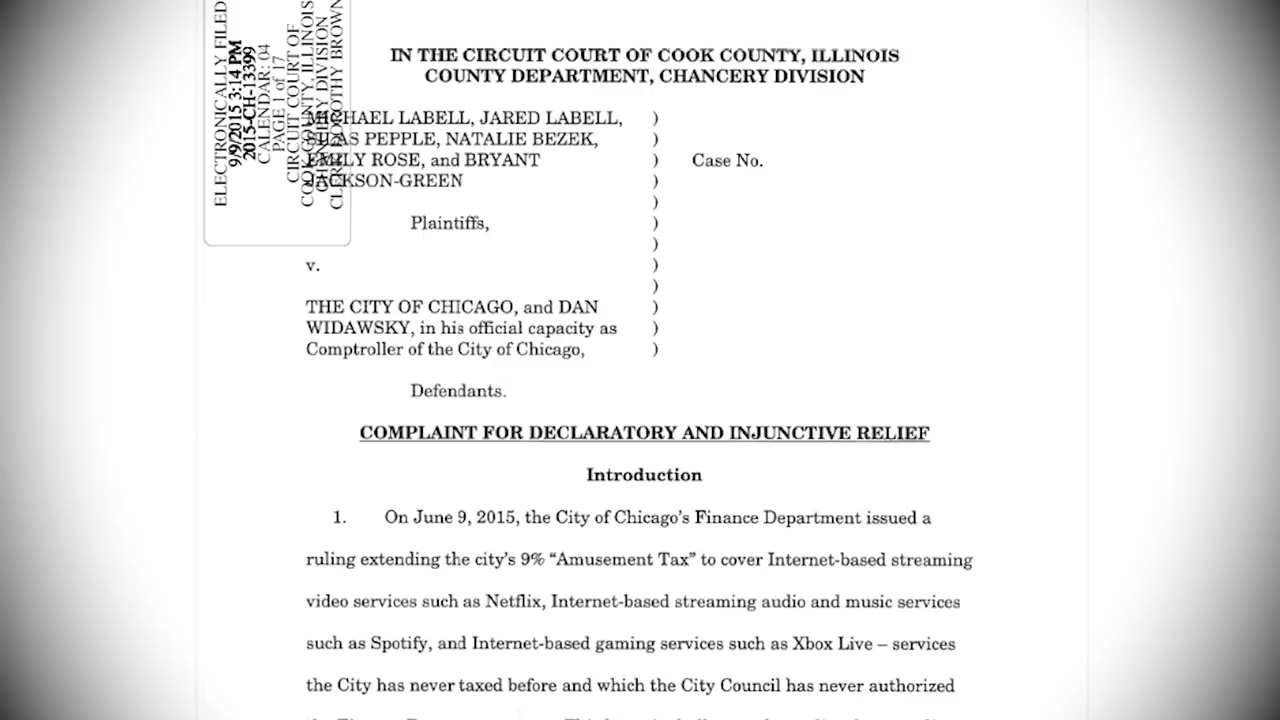 ELECTRONICALLY FILED
9/9/2015 3:14 PM
2015-CH-13399
CALENDAR: 04
PAGE 1 of 17
CIRCUIT COURT OF
COOK COUNTY, ILLINOIS
CHANCERY DIVISION
CLERK DOROTHY BROWN
IN THE CIRCUIT COURT OF COOK COUNTY, ILLINOIS
COUNTY DEPARTMENT, CHANCERY DIVISION
MICHAEL LABELL, JARED LABELL, )
SILAS PEPPLE, NATALIE BEZEK, )
EMILY ROSE, and BRYANT ) Case No.
JACKSON-GREEN )
)
Plaintiffs, )
)
v. )
)
THE CITY OF CHICAGO, and DAN )
WIDAWSKY, in his official capacity as )
Comptroller of the City of Chicago, )
Defendants.
COMPLAINT FOR DECLARATORY AND INJUNCTIVE RELIEF
Introduction
1. On June 9, 2015, the City of Chicago's Finance Department issued a
ruling extending the city's 9% “Amusement Tax” to cover Internet-based streaming
video services such as Netflix, Internet-based streaming audio and music services
such as Spotify, and Internet-based gaming services such as Xbox Live – services
the City has never taxed before and which the City Council has never authorized